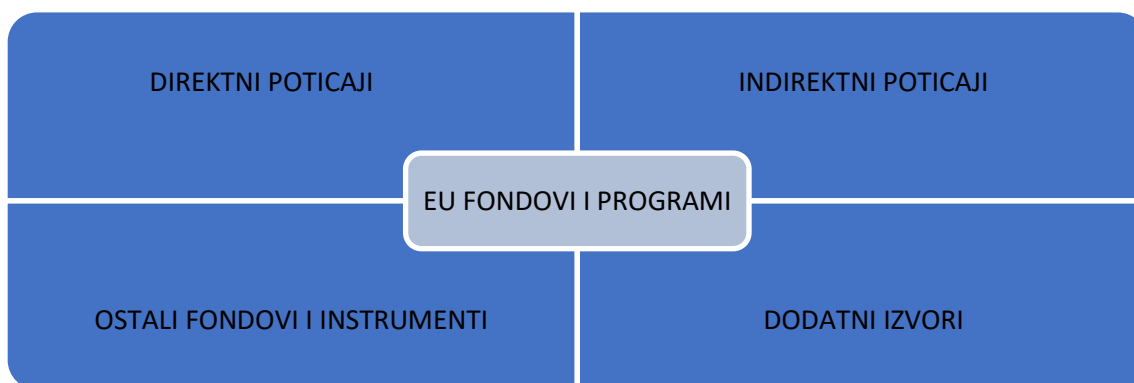 DIREKTNI POTICAJI
INDIREKTNI POTICAJI
EU FONDOVI I PROGRAMI
OSTALI FONDOVI I INSTRUMENTI
DODATNI IZVORI